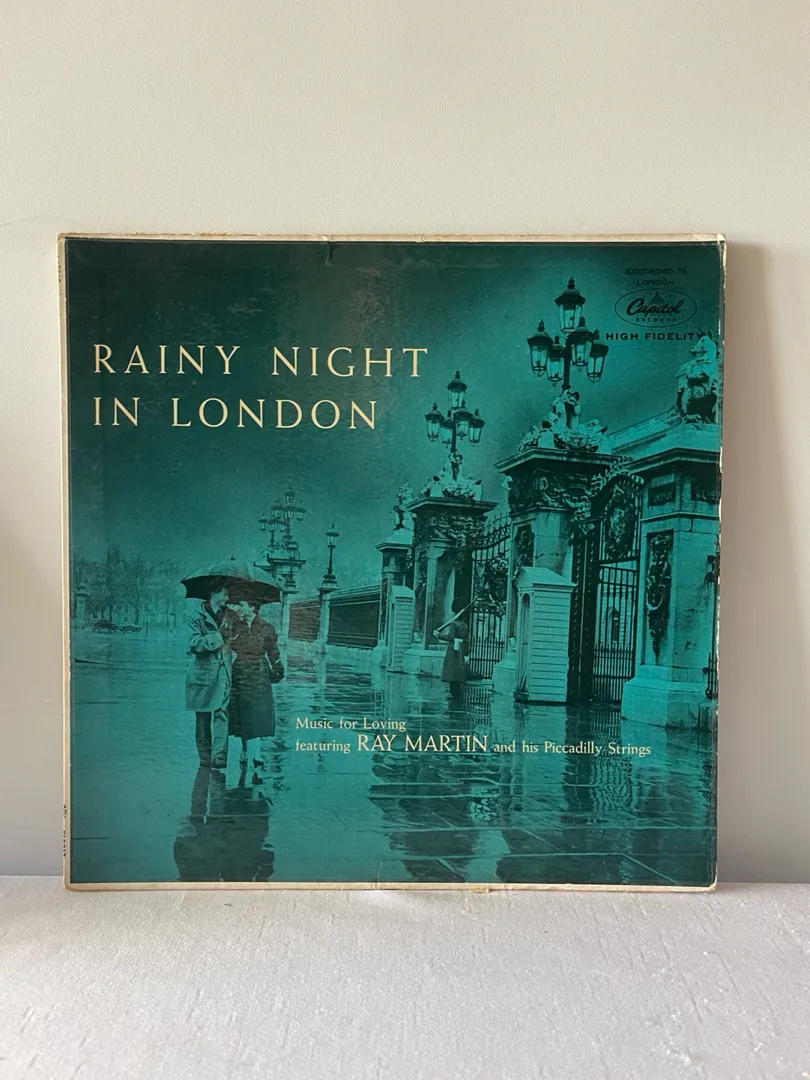 RECORDED IN
LONDON
Capitol
RECORDS
HIGH FIDELITY
RAINY NIGHT
IN LONDON
Music for Loving
featuring RAY MARTIN and his Piccadilly Strings